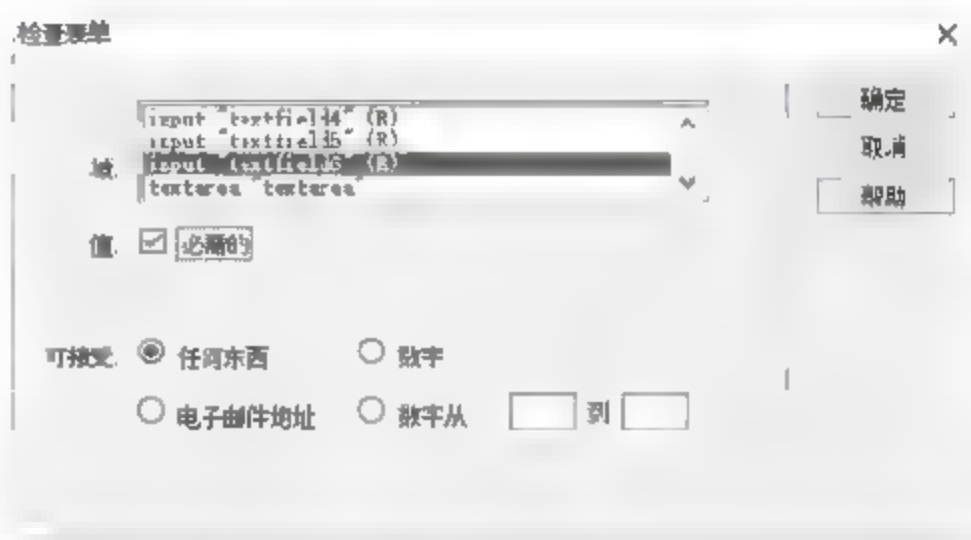 检查表单
input "textfield4" (R)
input "textfield5" (R)
域:
input "textfield6" (R)
textarea "textarea"
值: 必需的
可接受: 任何东西 数字
电子邮件地址 数字从 到
确定
取消
帮助